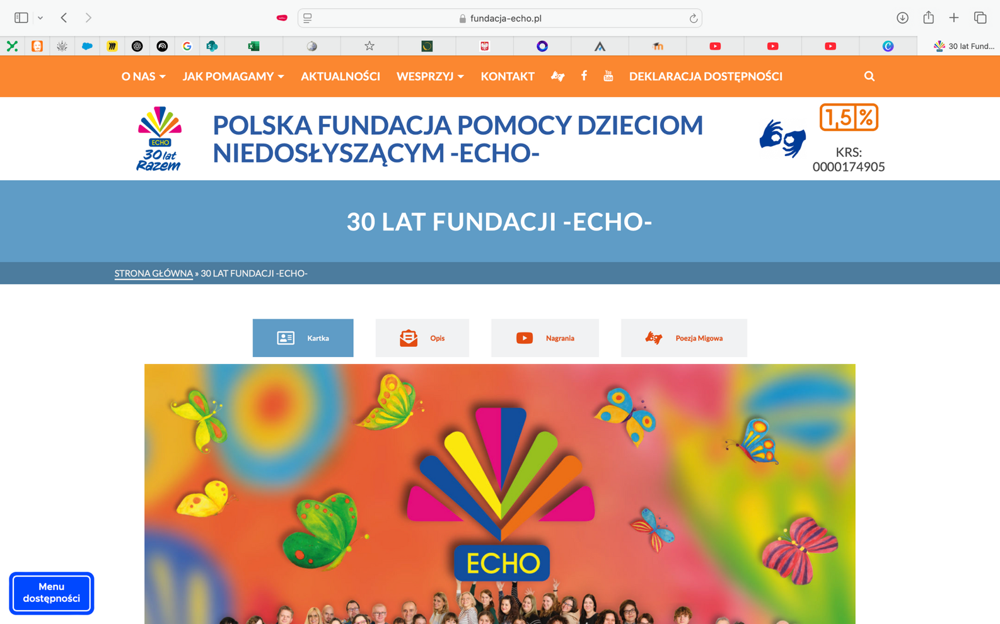 fundacja-echo.pl
30 lat Fund...
O NAS JAK POMAGAMY AKTUALNOŚCI WESPRZYJ KONTAKT DEKLARACJA DOSTĘPNOŚCI
ECHO
30 lat
Razem
POLSKA FUNDACJA POMOCY DZIECIOM
NIEDOSŁYSZĄCYM -ECHO-
1,5%
KRS:
0000174905
30 LAT FUNDACJI -ECHO-
STRONA GŁÓWNA » 30 LAT FUNDACJI -ECHO-
Kartka Opis Nagrania Poezja Migowa
ECHO
Menu
dostępności